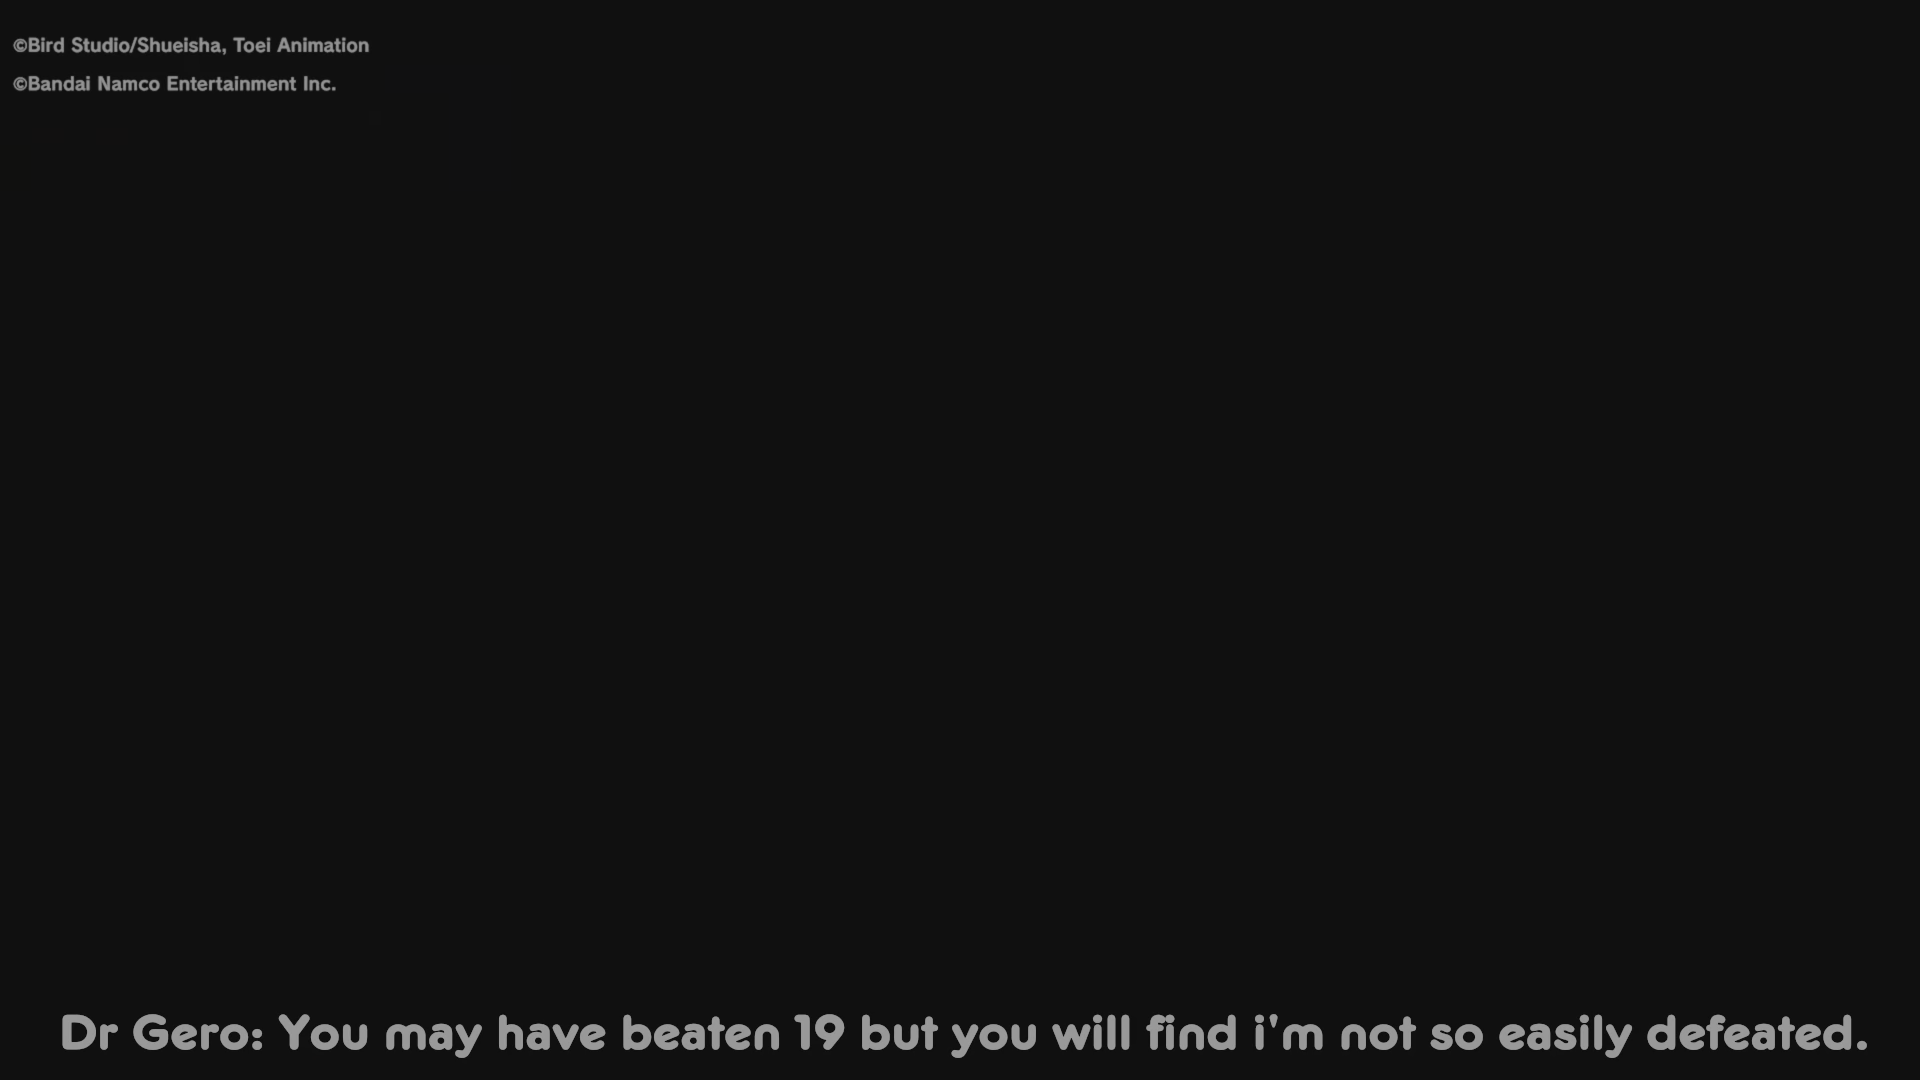 ©Bird Studio/Shueisha, Toei Animation
©Bandai Namco Entertainment Inc.
Dr Gero: You may have beaten 19 but you will find i'm not so easily defeated.